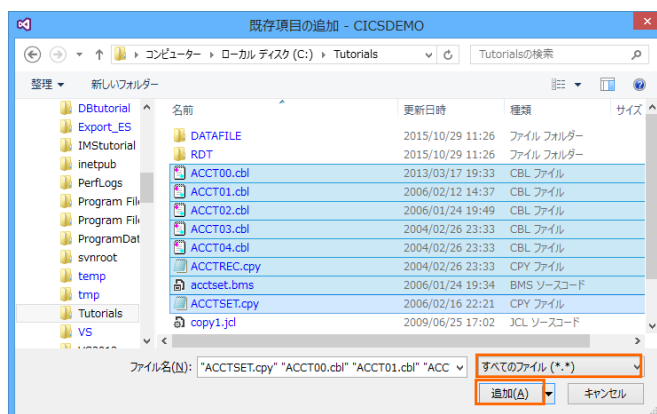 既存項目の追加 - CICSDEMO
コンピューター ローカル ディスク (C:) Tutorials
Tutorialsの検索
整理 新しいフォルダー
DBtutorial
Export_ES
IMStutorial
inetpub
PerfLogs
Program File
Program File
ProgramDat
svnroot
temp
tmp
Tutorials
VS
名前 更新日時 種類 サイズ
DATAFILE 2015/10/29 11:26 ファイル フォルダー
RDT 2015/10/29 11:26 ファイル フォルダー
ACCT00.cbl 2013/03/17 19:33 CBL ファイル
ACCT01.cbl 2006/02/12 14:37 CBL ファイル
ACCT02.cbl 2006/01/24 19:49 CBL ファイル
ACCT03.cbl 2004/02/26 23:33 CBL ファイル
ACCT04.cbl 2004/02/26 23:33 CBL ファイル
ACCTREC.cpy 2004/02/26 23:33 CPY ファイル
acctset.bms 2006/01/24 19:34 BMS ソースコード
ACCTSET.cpy 2006/02/16 22:21 CPY ファイル
copy1.jcl 2009/06/25 17:02 JCL ソースコード
ファイル名(N): "ACCTSET.cpy" "ACCT00.cbl" "ACCT01.cbl" "ACC
すべてのファイル (*.*)
追加(A) キャンセル